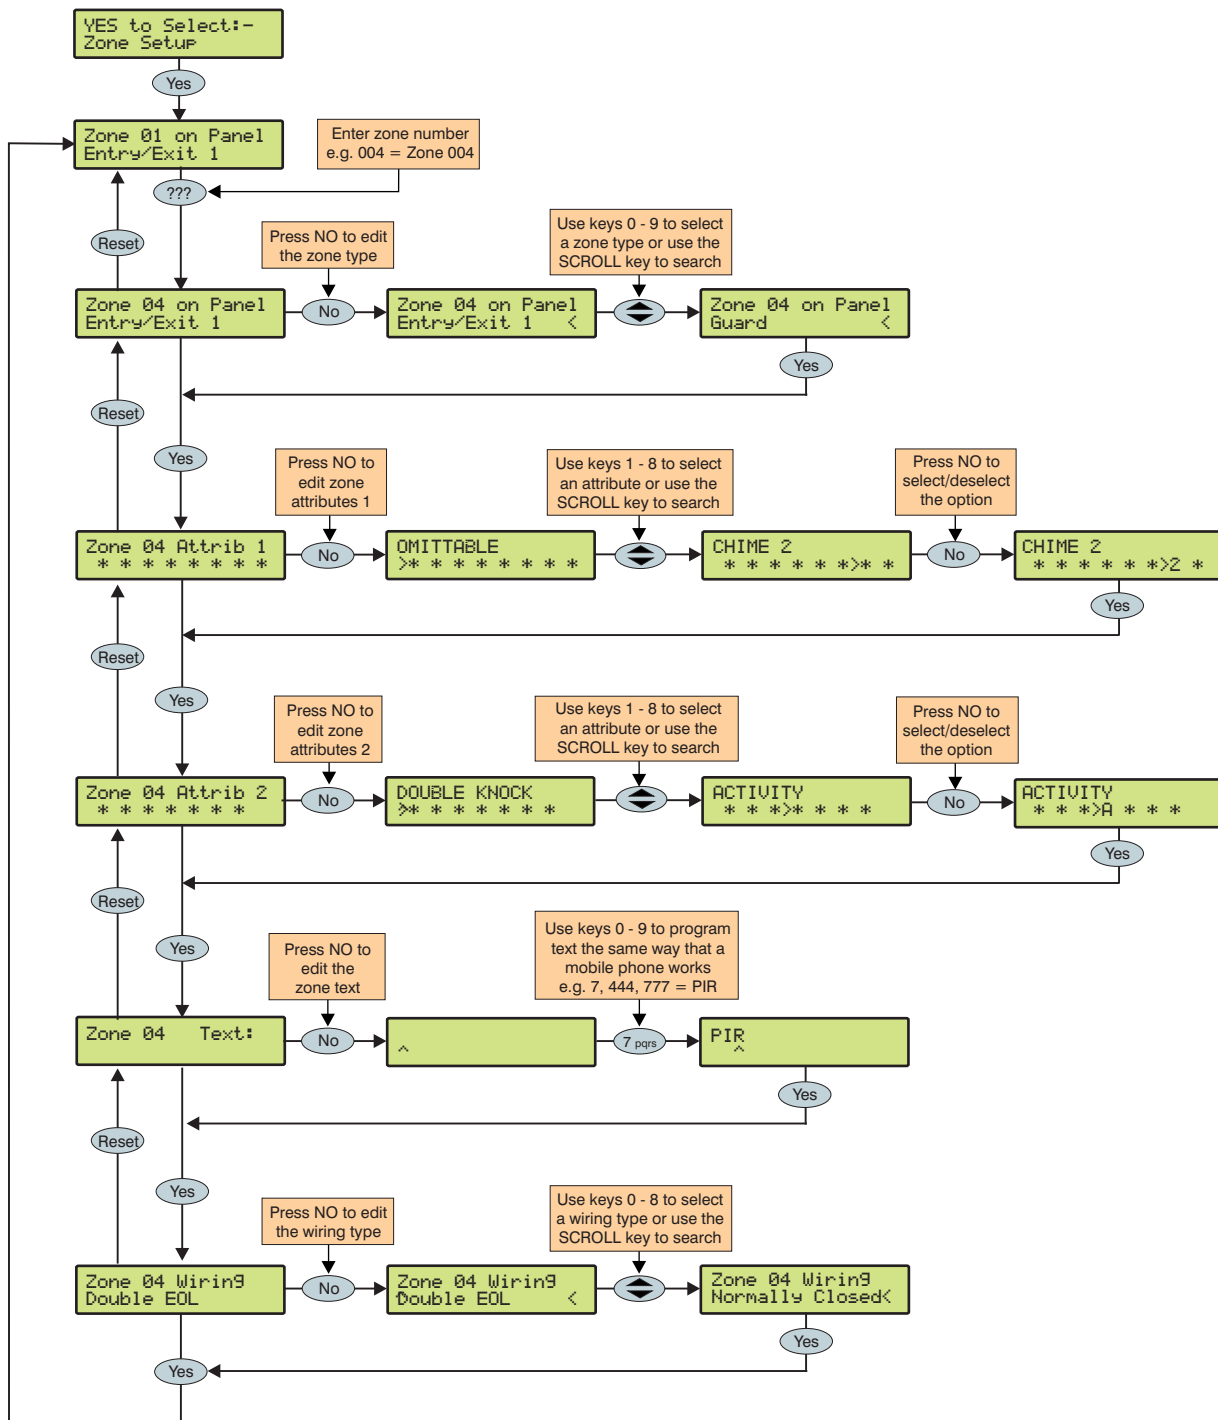 YES to Select:-
Zone Setup
Yes
Zone 01 on Panel
Entry/Exit 1
Enter zone number
e.g. 004 = Zone 004
???
Reset
Press NO to edit
the zone type
Use keys 0 - 9 to select
a zone type or use the
SCROLL key to search
Zone 04 on Panel
Entry/Exit 1
No
Zone 04 on Panel
Entry/Exit 1 <
Zone 04 on Panel
Guard <
Yes
Reset
Yes
Press NO to
edit zone
attributes 1
Use keys 1 - 8 to select
an attribute or use the
SCROLL key to search
Press NO to
select/deselect
the option
Zone 04 Attrib 1
* * * * * * * *
No
OMITTABLE
>* * * * * * * *
CHIME 2
* * * * * *>* *
No
CHIME 2
* * * * * *>2 *
Yes
Reset
Yes
Press NO to
edit zone
attributes 2
Use keys 1 - 8 to select
an attribute or use the
SCROLL key to search
Press NO to
select/deselect
the option
Zone 04 Attrib 2
* * * * * * *
No
DOUBLE KNOCK
>* * * * * * *
ACTIVITY
* * *>* * * *
No
ACTIVITY
* * *>A * * *
Yes
Reset
Yes
Press NO to
edit the
zone text
Use keys 0 - 9 to program
text the same way that a
mobile phone works
e.g. 7, 444, 777 = PIR
Zone 04 Text:
No
^
7 pqrs
PIR
^
Yes
Reset
Yes
Press NO to edit
the wiring type
Use keys 0 - 8 to select
a wiring type or use the
SCROLL key to search
Zone 04 Wiring
Double EOL
No
Zone 04 Wiring
Double EOL <
Zone 04 Wiring
Normally Closed<
Yes
Yes